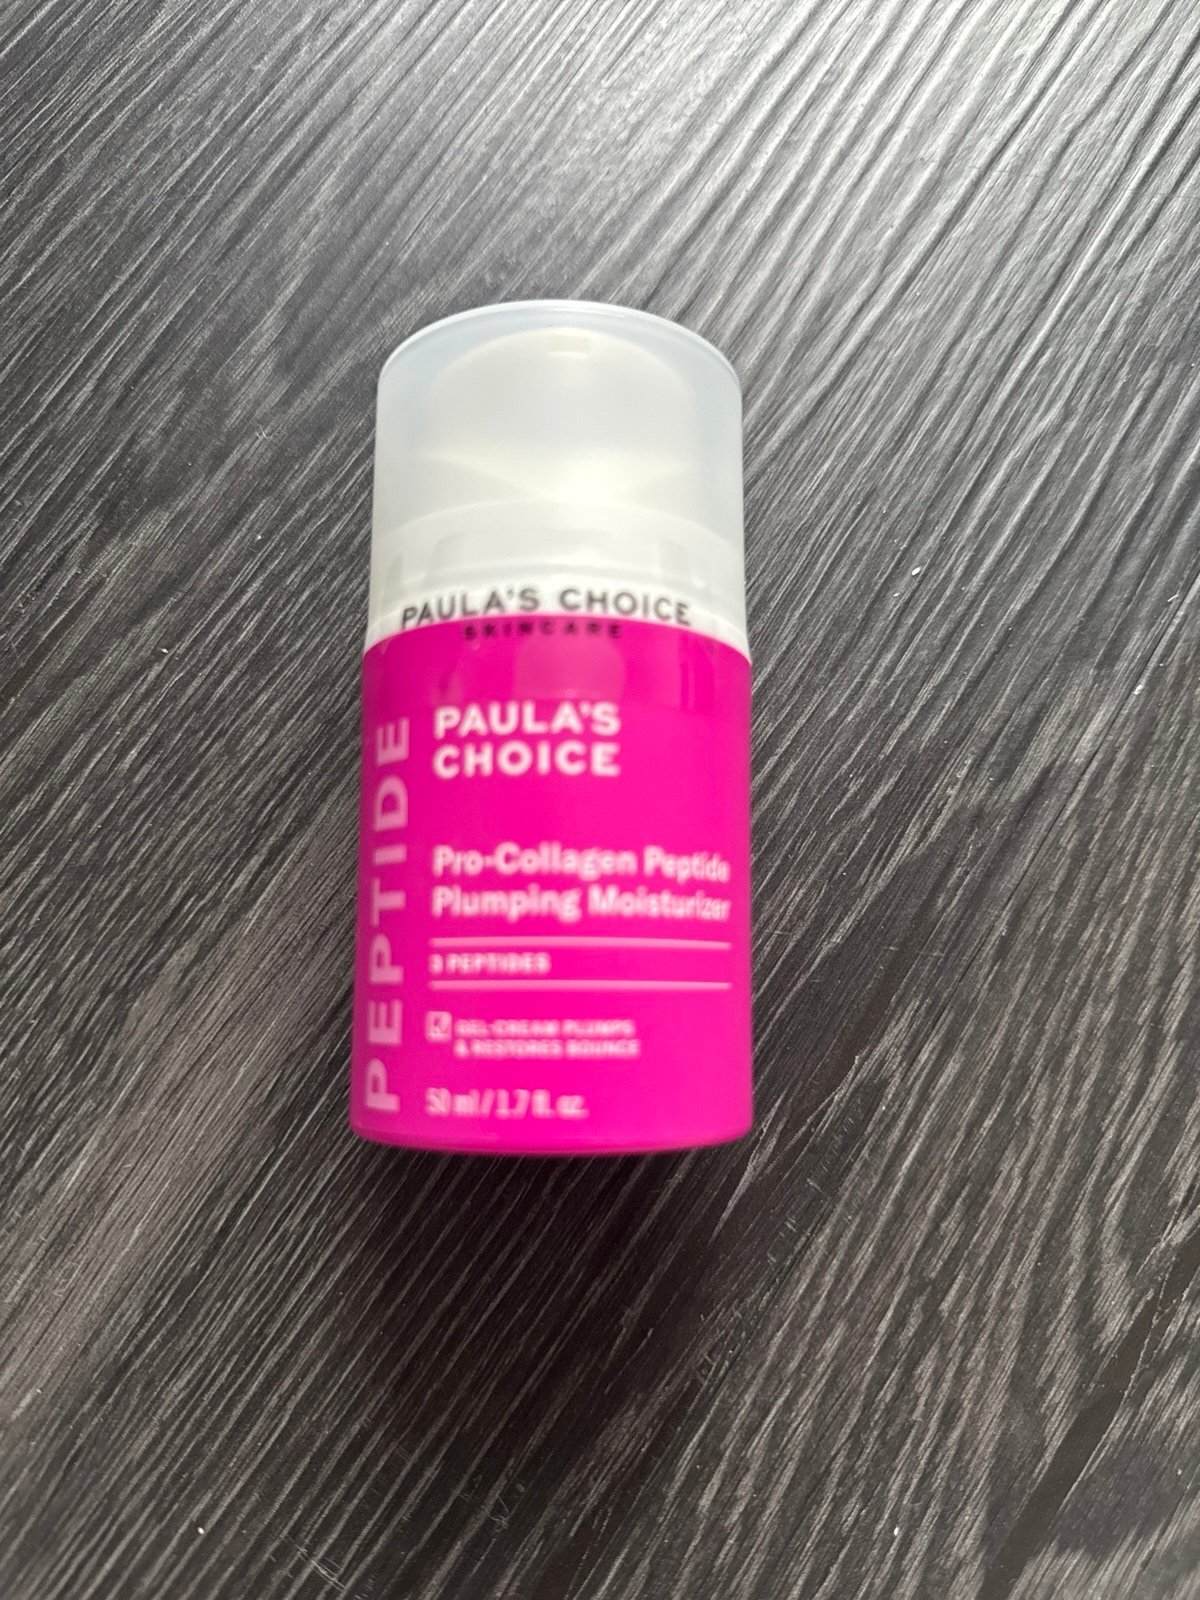 PAULA'S CHOICE
SKINCARE
PAULA'S
CHOICE
PEPTIDE
Pro-Collagen Peptide
Plumping Moisturizer
3 PEPTIDES
GEL-CREAM PLUMPS
& RESTORES BOUNCE
50 ml / 1.7 fl. oz.